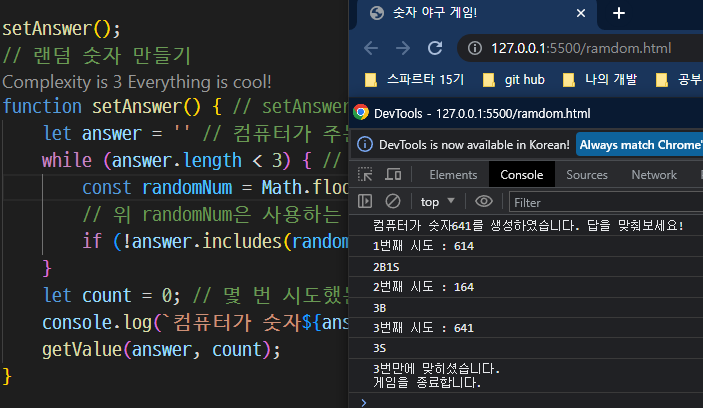 setAnswer();
// 랜덤 숫자 만들기
Complexity is 3 Everything is cool!
function setAnswer() { // setAnswer
let answer = '' // 컴퓨터가 주는
while (answer.length < 3) { //
const randomNum = Math.floo
// 위 randomNum은 사용하는
if (!answer.includes(random
}
let count = 0; // 몇 번 시도했는
console.log(`컴퓨터가 숫자${ans
getValue(answer, count);
}
숫자 야구 게임!
127.0.0.1:5500/ramdom.html
스파르타 15기
git hub
나의 개발
공부
DevTools - 127.0.0.1:5500/ramdom.html
DevTools is now available in Korean!
Always match Chrome'
Elements
Console
Sources
Network
top
Filter
컴퓨터가 숫자641를 생성하였습니다. 답을 맞춰보세요!
1번째 시도 : 614
2B1S
2번째 시도 : 164
3B
3번째 시도 : 641
3S
3번만에 맞히셨습니다.
게임을 종료합니다.